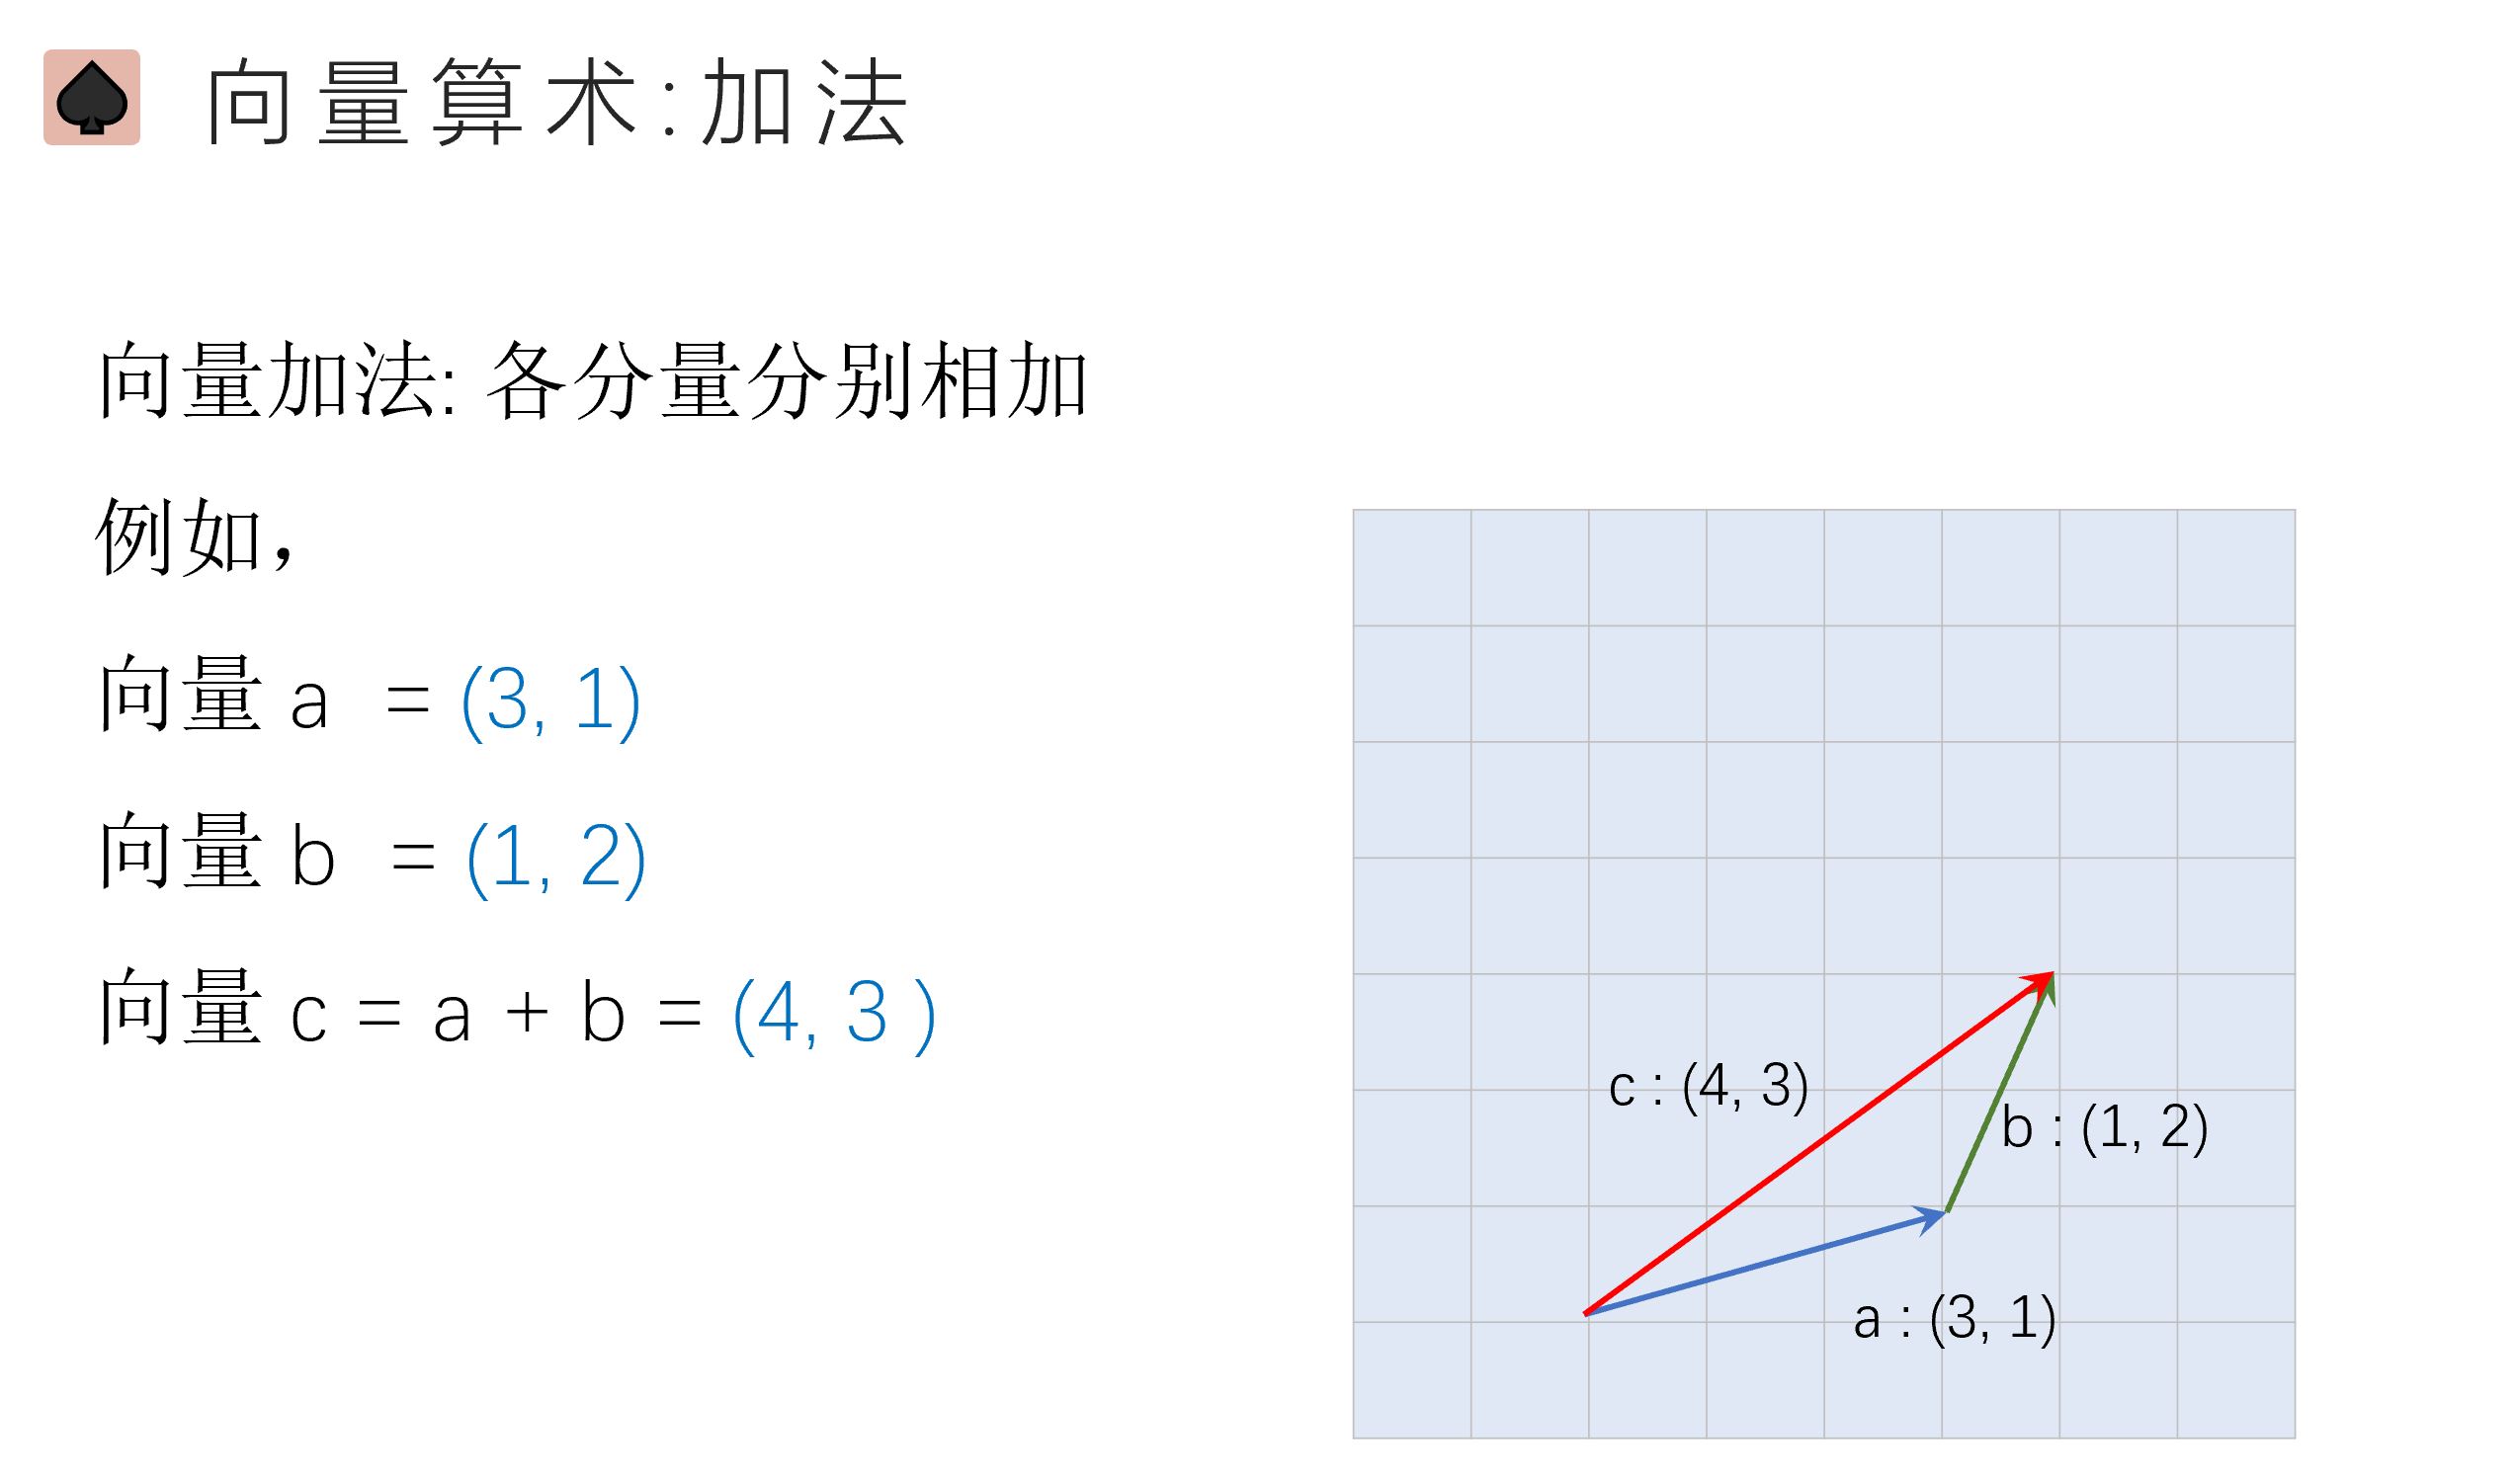 向量算术:加法
向量加法: 各分量分别相加
例如，
向量 a  = (3, 1)
向量 b  = (1, 2)
向量 c = a + b = (4, 3 )
c : (4, 3)
b : (1, 2)
a : (3, 1)